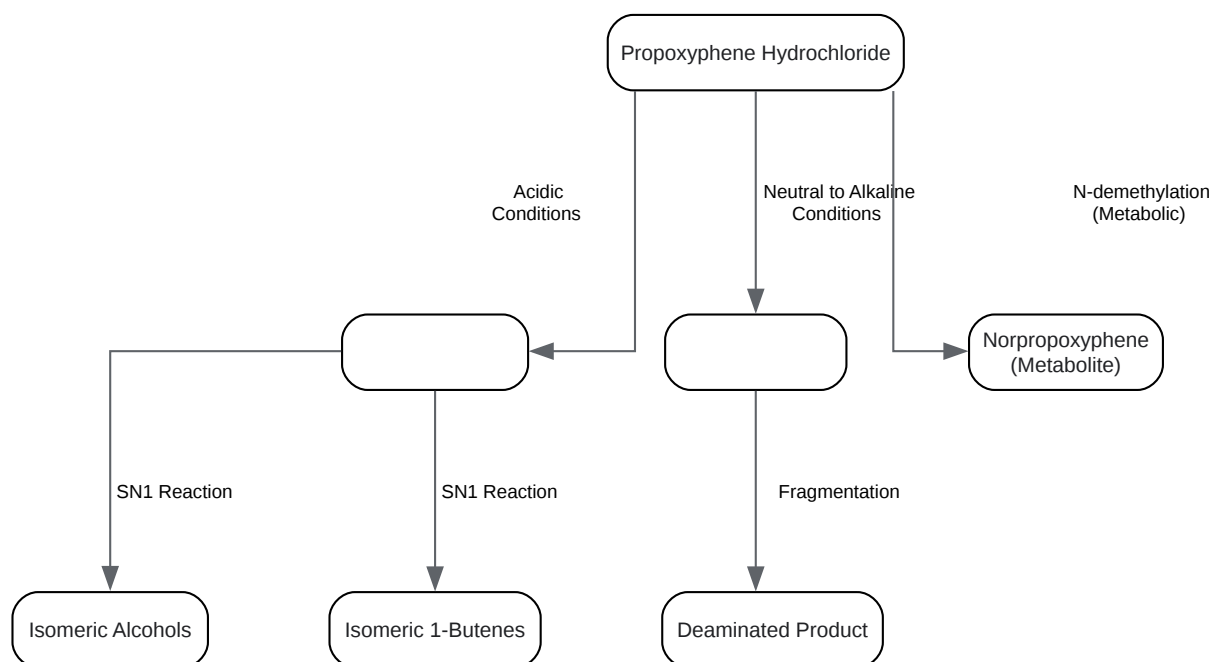 Propoxyphene Hydrochloride
Acidic
Conditions
Neutral to Alkaline
Conditions
N-demethylation
(Metabolic)
Norpropoxyphene
(Metabolite)
SN1 Reaction
SN1 Reaction
Fragmentation
Isomeric Alcohols
Isomeric 1-Butenes
Deaminated Product